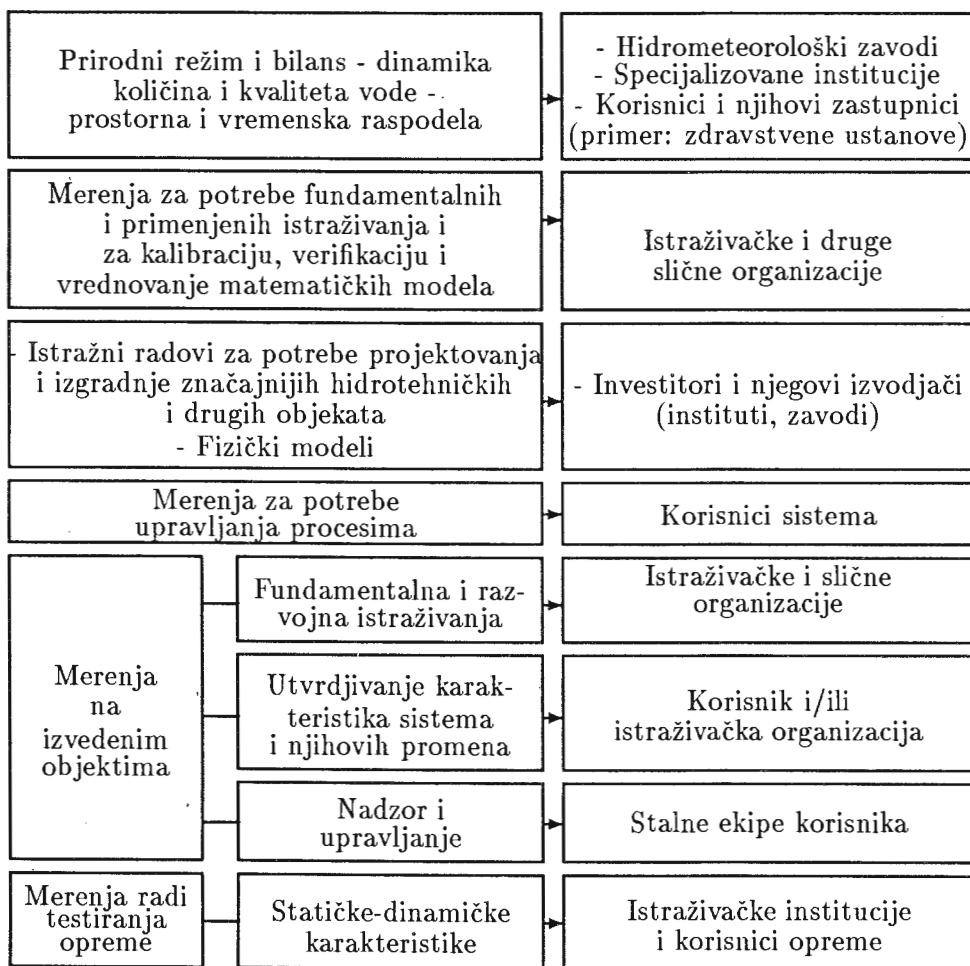 Prirodni režim i bilans - dinamika
količina i kvaliteta vode -
prostorna i vremenska raspodela
- Hidrometeorološki zavodi
- Specijalizovane institucije
- Korisnici i njihovi zastupnici
(primer: zdravstvene ustanove)
Merenja za potrebe fundamentalnih
i primenjenih istraživanja i
za kalibraciju, verifikaciju i
vrednovanje matematičkih modela
Istraživačke i druge
slične organizacije
- Istražni radovi za potrebe projektovanja
i izgradnje značajnijih hidrotehničkih
i drugih objekata
- Fizički modeli
- Investitori i njegovi izvodjači
(instituti, zavodi)
Merenja za potrebe
upravljanja procesima
Korisnici sistema
Merenja
na
izvedenim
objektima
Fundamentalna i raz-
vojna istraživanja
Istraživačke i slične
organizacije
Utvrdjivanje karak-
teristika sistema
i njihovih promena
Korisnik i/ili
istraživačka organizacija
Nadzor i
upravljanje
Stalne ekipe korisnika
Merenja radi
testiranja
opreme
Statičke-dinamičke
karakteristike
Istraživačke institucije
i korisnici opreme